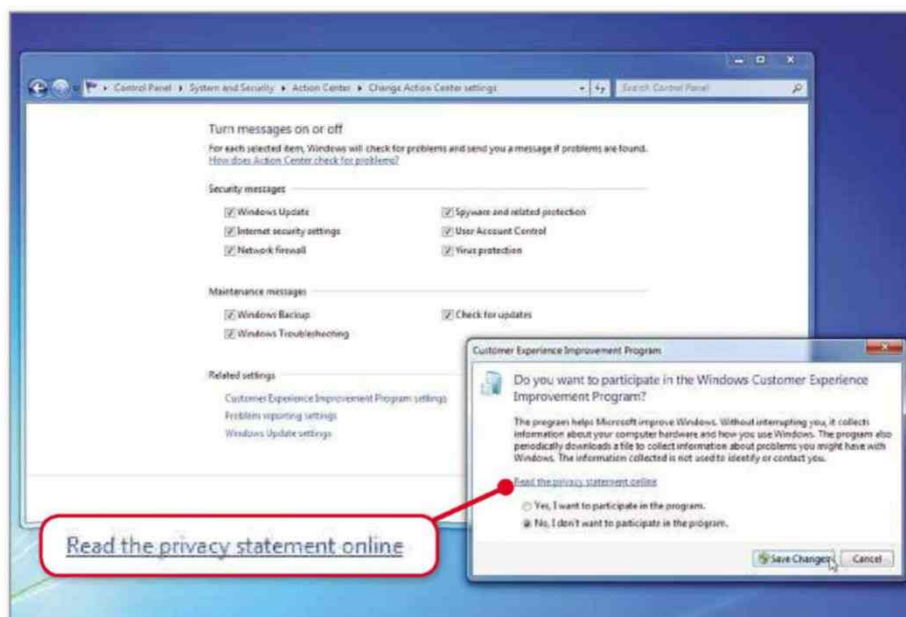 Control Panel ▸ System and Security ▸ Action Center ▸ Change Action Center settings
Search Control Panel
Turn messages on or off
For each selected item, Windows will check for problems and send you a message if problems are found.
How does Action Center check for problems?
Security messages
Windows Update
Spyware and related protection
Internet security settings
User Account Control
Network firewall
Virus protection
Maintenance messages
Windows Backup
Check for updates
Windows Troubleshooting
Related settings
Customer Experience Improvement Program settings
Problem reporting settings
Windows Update settings
Customer Experience Improvement Program
Do you want to participate in the Windows Customer Experience
Improvement Program?
The program helps Microsoft improve Windows. Without interrupting you, it collects
information about your computer hardware and how you use Windows. The program also
periodically downloads a file to collect information about problems you might have with
Windows. The information collected is not used to identify or contact you.
Read the privacy statement online
Yes, I want to participate in the program.
No, I don't want to participate in the program.
Save Changes
Cancel
Read the privacy statement online